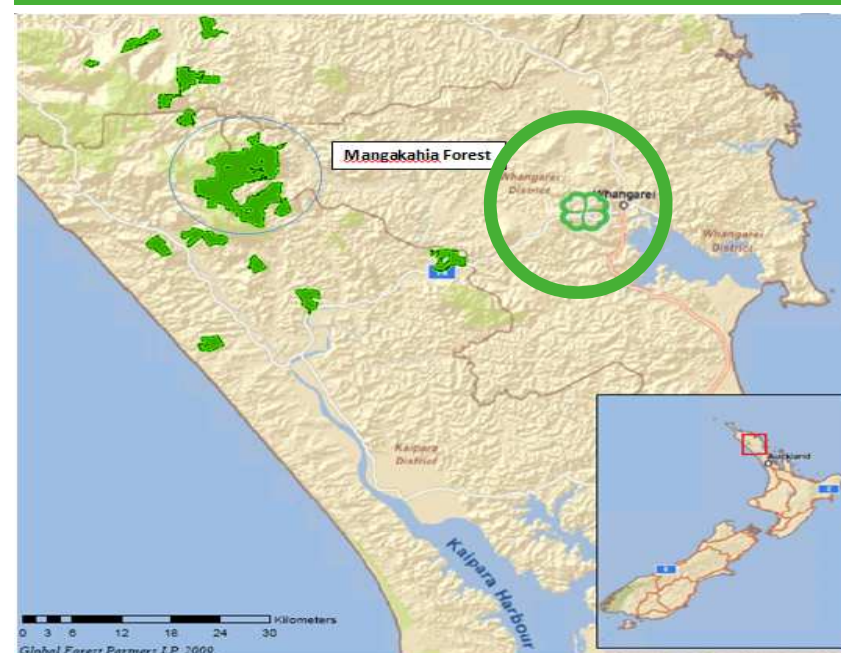 Mangakahia Forest
Whangarei
District
Whangarei
Whangarei
District
Kaipara
District
Auckland
Kaipara Harbour
Kilometers
0 3 6 12 18 24 30
Global Forest Partners LP 2009